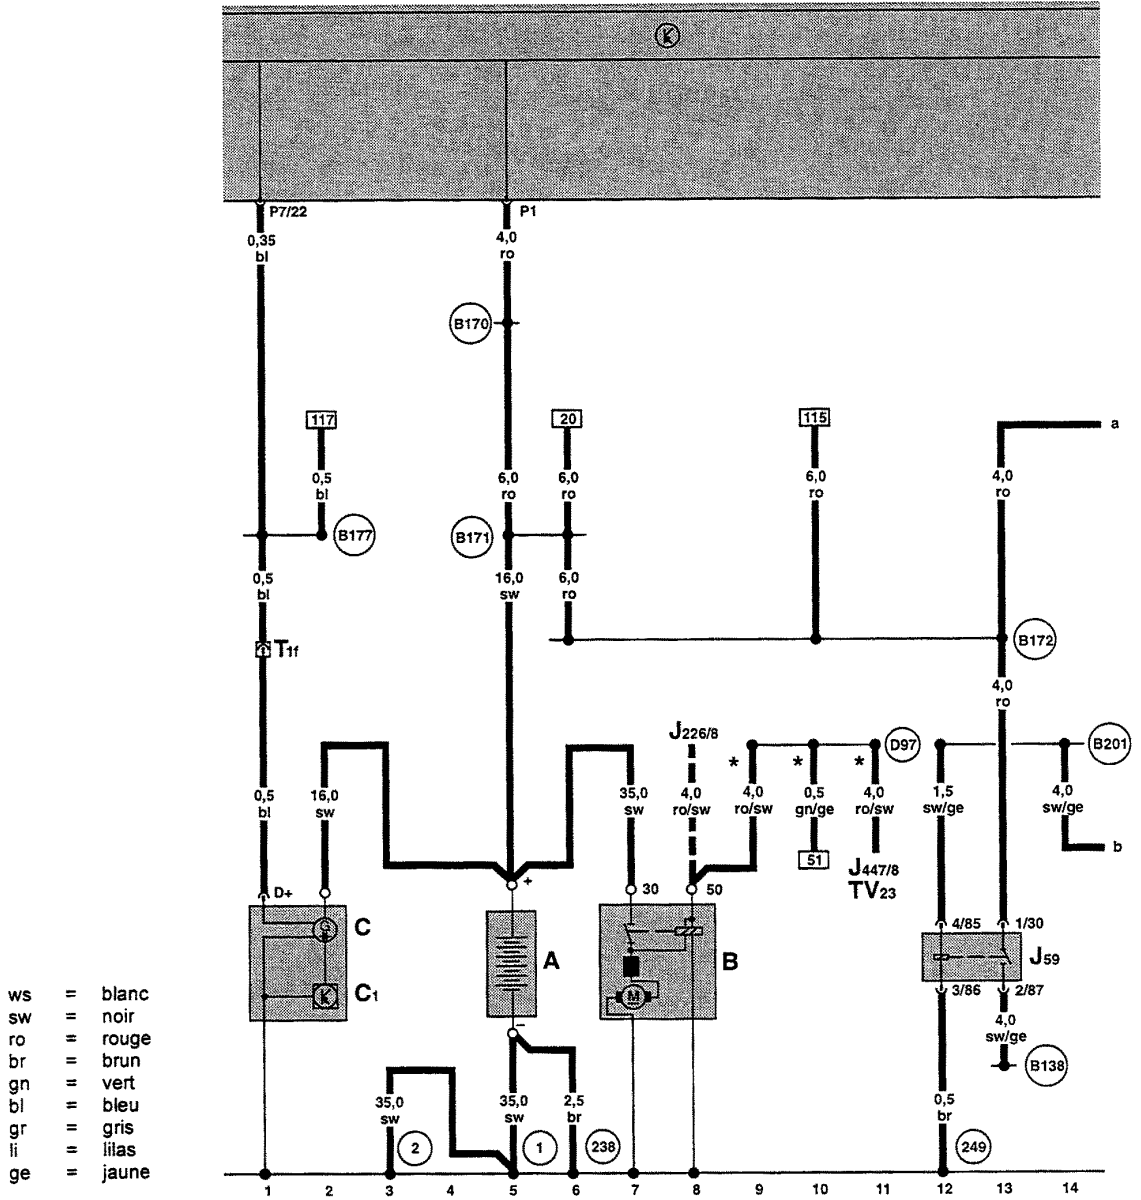 K
P7/22
P1
0,35
bl
4,0
ro
B170
117
20
115
a
0,5
bl
6,0
ro
6,0
ro
6,0
ro
4,0
ro
B177
B171
0,5
bl
16,0
sw
6,0
ro
T1f
B172
4,0
ro
J226/8
D97
B201
* * *
0,5
bl
16,0
sw
35,0
sw
4,0
ro/sw
4,0
ro/sw
0,5
gn/ge
4,0
ro/sw
1,5
sw/ge
4,0
sw/ge
51
b
J447/8
TV23
D+
+
30
50
4/85
1/30
G
C
A
B
J59
K
C1
M
3/86
2/87
–
4,0
sw/ge
B138
35,0
sw
35,0
sw
2,5
br
0,5
br
2
1
238
249
1 2 3 4 5 6 7 8 9 10 11 12 13 14
ws = blanc
sw = noir
ro = rouge
br = brun
gn = vert
bl = bleu
gr = gris
li = lilas
ge = jaune